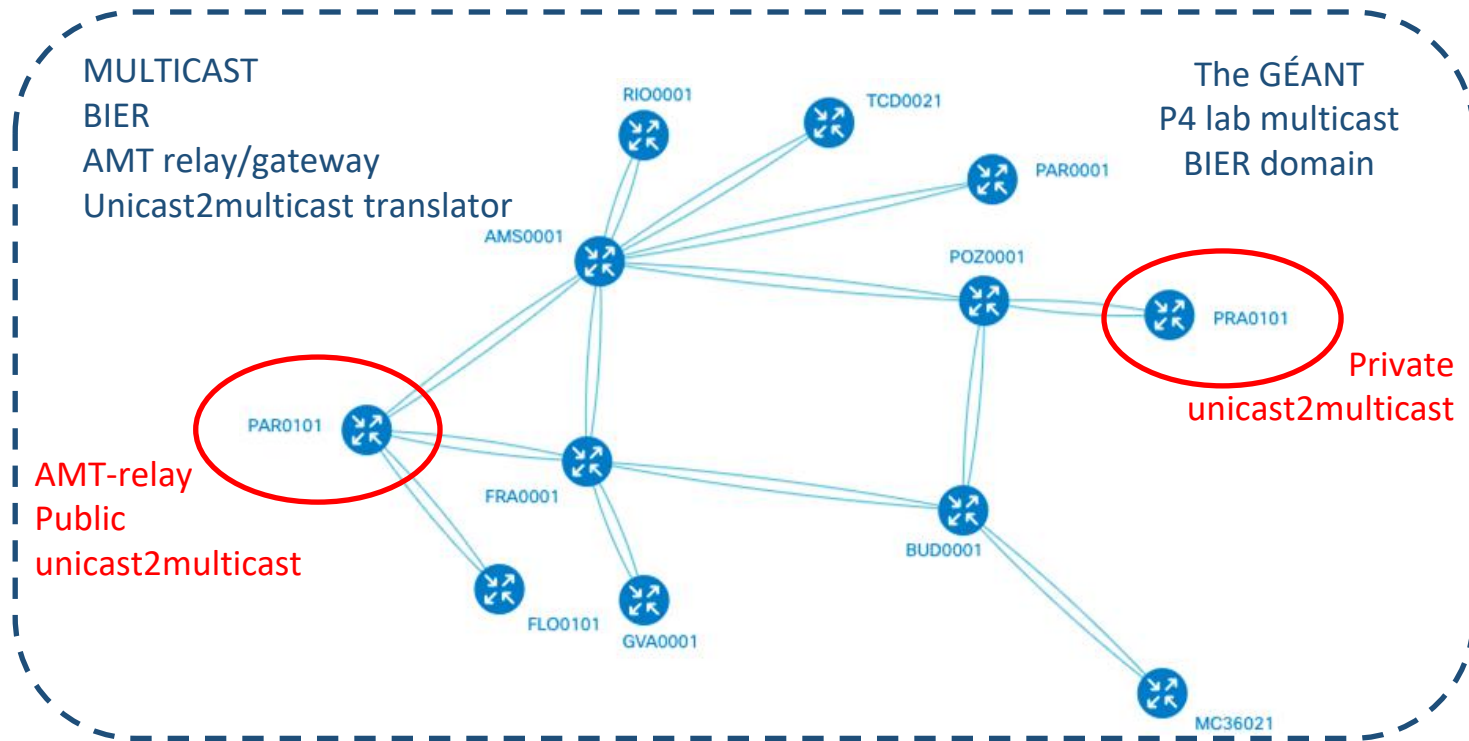 MULTICAST
BIER
AMT relay/gateway
Unicast2multicast translator
The GÉANT
P4 lab multicast
BIER domain
RIO0001
TCD0021
PAR0001
AMS0001
POZ0001
PRA0101
Private
unicast2multicast
PAR0101
AMT-relay
Public
unicast2multicast
FRA0001
BUD0001
FLO0101
GVA0001
MC36021